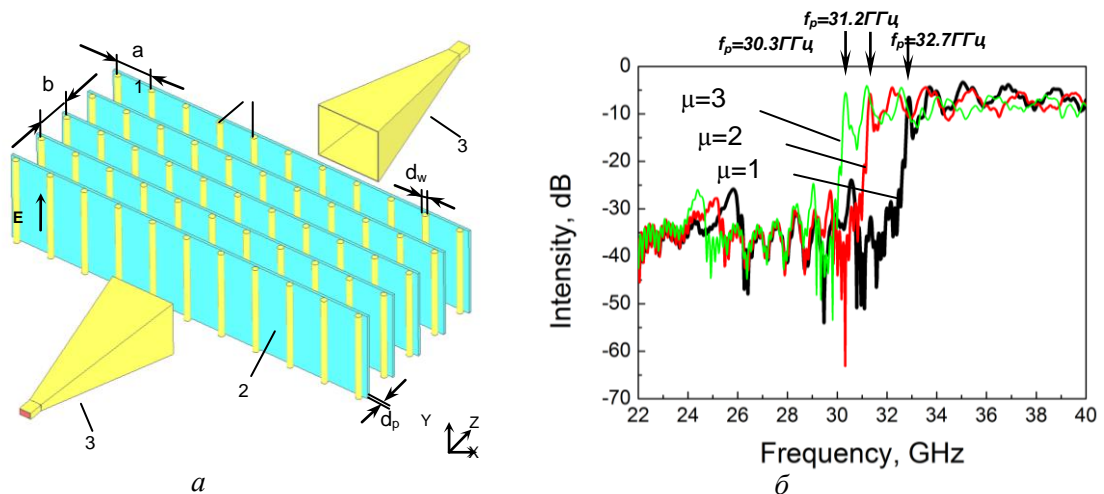 a
1
b
3
d_w
E
2
d_p
3
Y
Z
X
а
f_p=31.2ГГц
f_p=30.3ГГц
f_p=32.7ГГц
0
-10
-20
-30
-40
-50
-60
-70
μ=3
μ=2
μ=1
Intensity, dB
22 24 26 28 30 32 34 36 38 40
Frequency, GHz
б